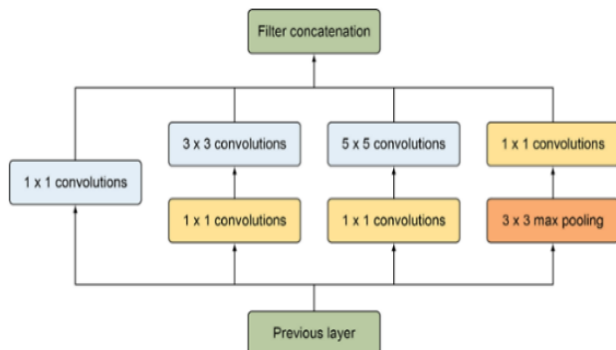 Filter concatenation
3 x 3 convolutions
5 x 5 convolutions
1 x 1 convolutions
1 x 1 convolutions
1 x 1 convolutions
1 x 1 convolutions
3 x 3 max pooling
Previous layer